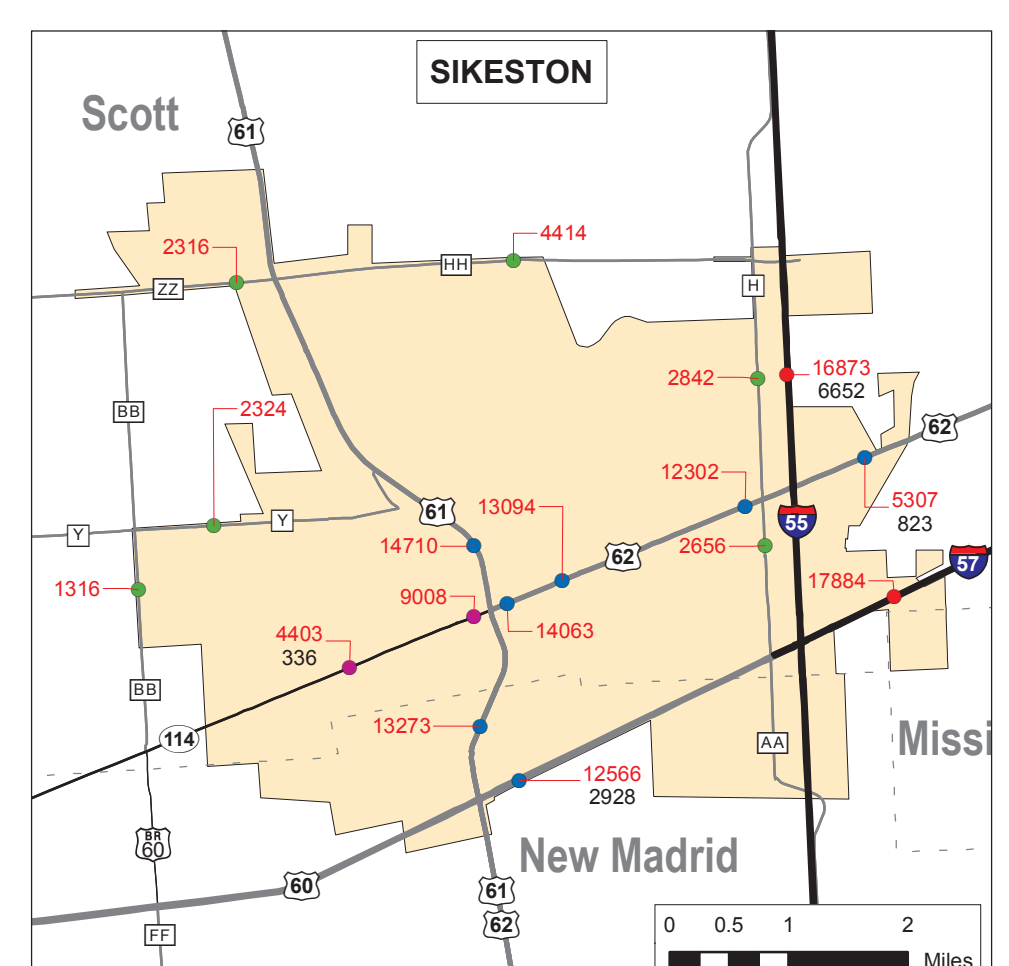 SIKESTON
Scott
61
2316
4414
HH
ZZ
H
2842
16873
6652
BB
2324
62
12302
13094
61
5307
823
Y
Y
55
14710
62
2656
57
1316
9008
17884
14063
4403
336
BB
13273
114
AA
Missi
12566
2928
BR
60
New Madrid
60
61
62
FF
0 0.5 1 2
Miles